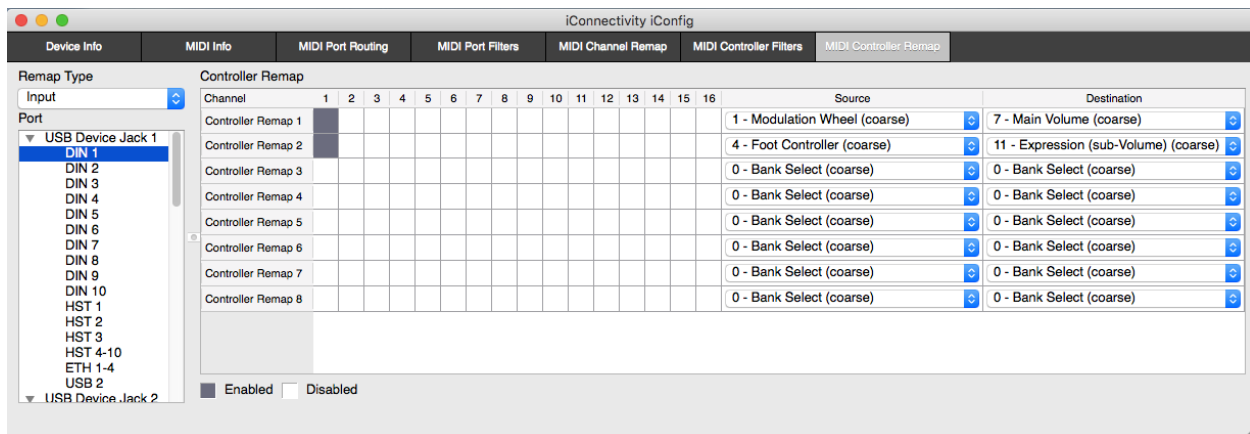 iConnectivity iConfig
Device Info MIDI Info MIDI Port Routing MIDI Port Filters MIDI Channel Remap MIDI Controller Filters MIDI Controller Remap
Remap Type
Input
Port
USB Device Jack 1
DIN 1
DIN 2
DIN 3
DIN 4
DIN 5
DIN 6
DIN 7
DIN 8
DIN 9
DIN 10
HST 1
HST 2
HST 3
HST 4-10
ETH 1-4
USB 2
USB Device Jack 2
Controller Remap
Channel 1 2 3 4 5 6 7 8 9 10 11 12 13 14 15 16 Source Destination
Controller Remap 1 1 - Modulation Wheel (coarse) 7 - Main Volume (coarse)
Controller Remap 2 4 - Foot Controller (coarse) 11 - Expression (sub-Volume) (coarse)
Controller Remap 3 0 - Bank Select (coarse) 0 - Bank Select (coarse)
Controller Remap 4 0 - Bank Select (coarse) 0 - Bank Select (coarse)
Controller Remap 5 0 - Bank Select (coarse) 0 - Bank Select (coarse)
Controller Remap 6 0 - Bank Select (coarse) 0 - Bank Select (coarse)
Controller Remap 7 0 - Bank Select (coarse) 0 - Bank Select (coarse)
Controller Remap 8 0 - Bank Select (coarse) 0 - Bank Select (coarse)
Enabled Disabled